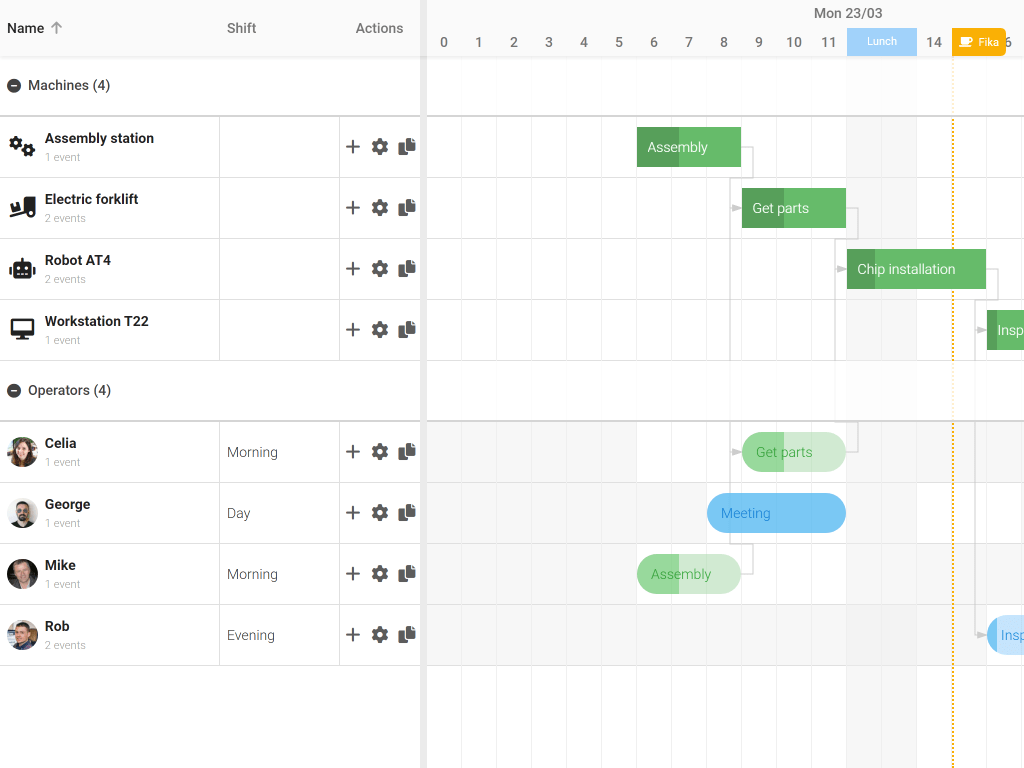 Name Shift Actions
Mon 23/03
0 1 2 3 4 5 6 7 8 9 10 11 Lunch 14 Fika 6
Machines (4)
Assembly station
1 event
Assembly
Electric forklift
2 events
Get parts
Robot AT4
2 events
Chip installation
Workstation T22
1 event
Insp
Operators (4)
Celia
1 event
Morning
Get parts
George
1 event
Day
Meeting
Mike
1 event
Morning
Assembly
Rob
2 events
Evening
Insp